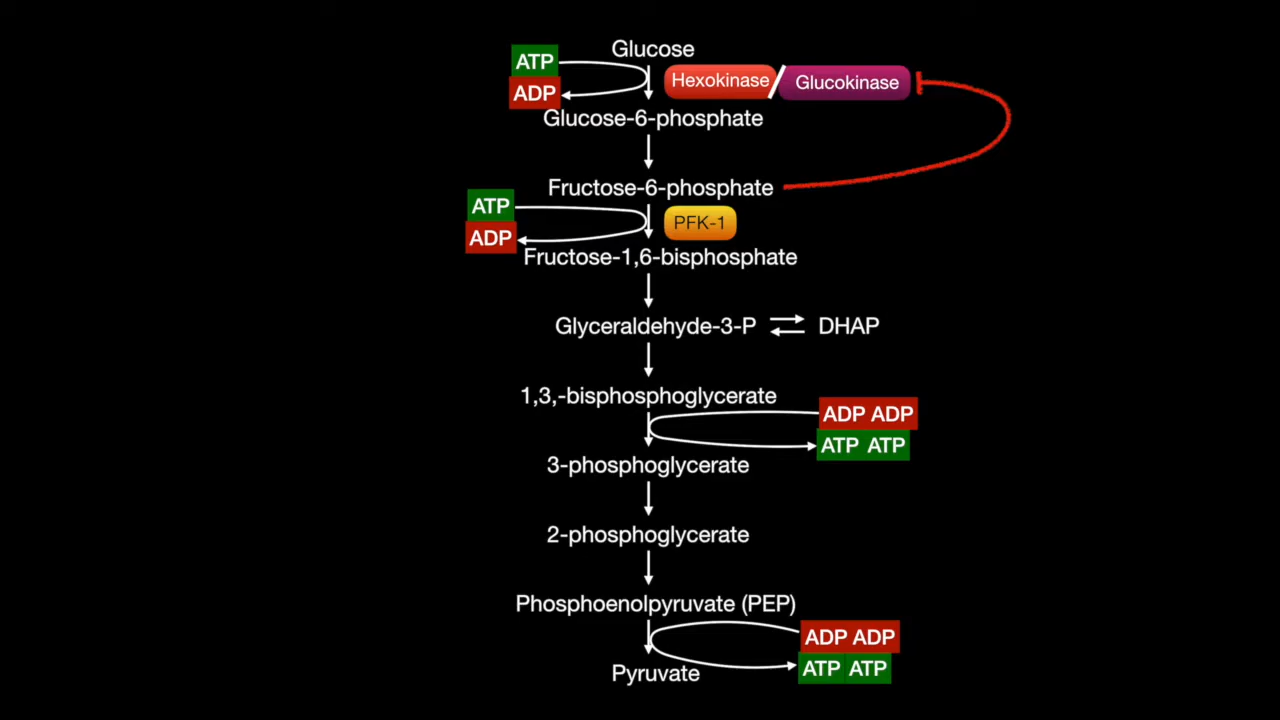 Glucose
ATP
Hexokinase / Glucokinase
ADP
Glucose-6-phosphate
Fructose-6-phosphate
ATP
PFK-1
ADP
Fructose-1,6-bisphosphate
Glyceraldehyde-3-P DHAP
1,3,-bisphosphoglycerate
ADP ADP
ATP ATP
3-phosphoglycerate
2-phosphoglycerate
Phosphoenolpyruvate (PEP)
ADP ADP
ATP ATP
Pyruvate